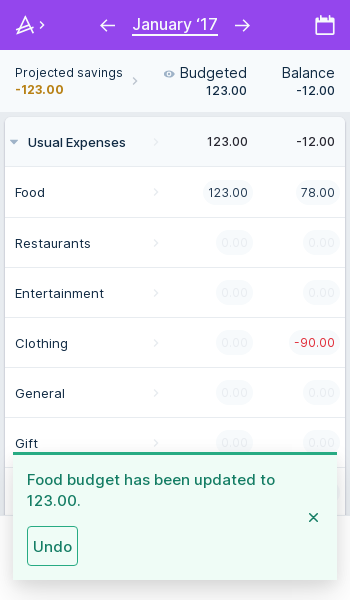 January ‘17
Projected savings
-123.00
Budgeted
123.00
Balance
-12.00
Usual Expenses 123.00 -12.00
Food 123.00 78.00
Restaurants 0.00 0.00
Entertainment 0.00 0.00
Clothing 0.00 -90.00
General 0.00 0.00
Gift 0.00 0.00
Food budget has been updated to
123.00.
Undo